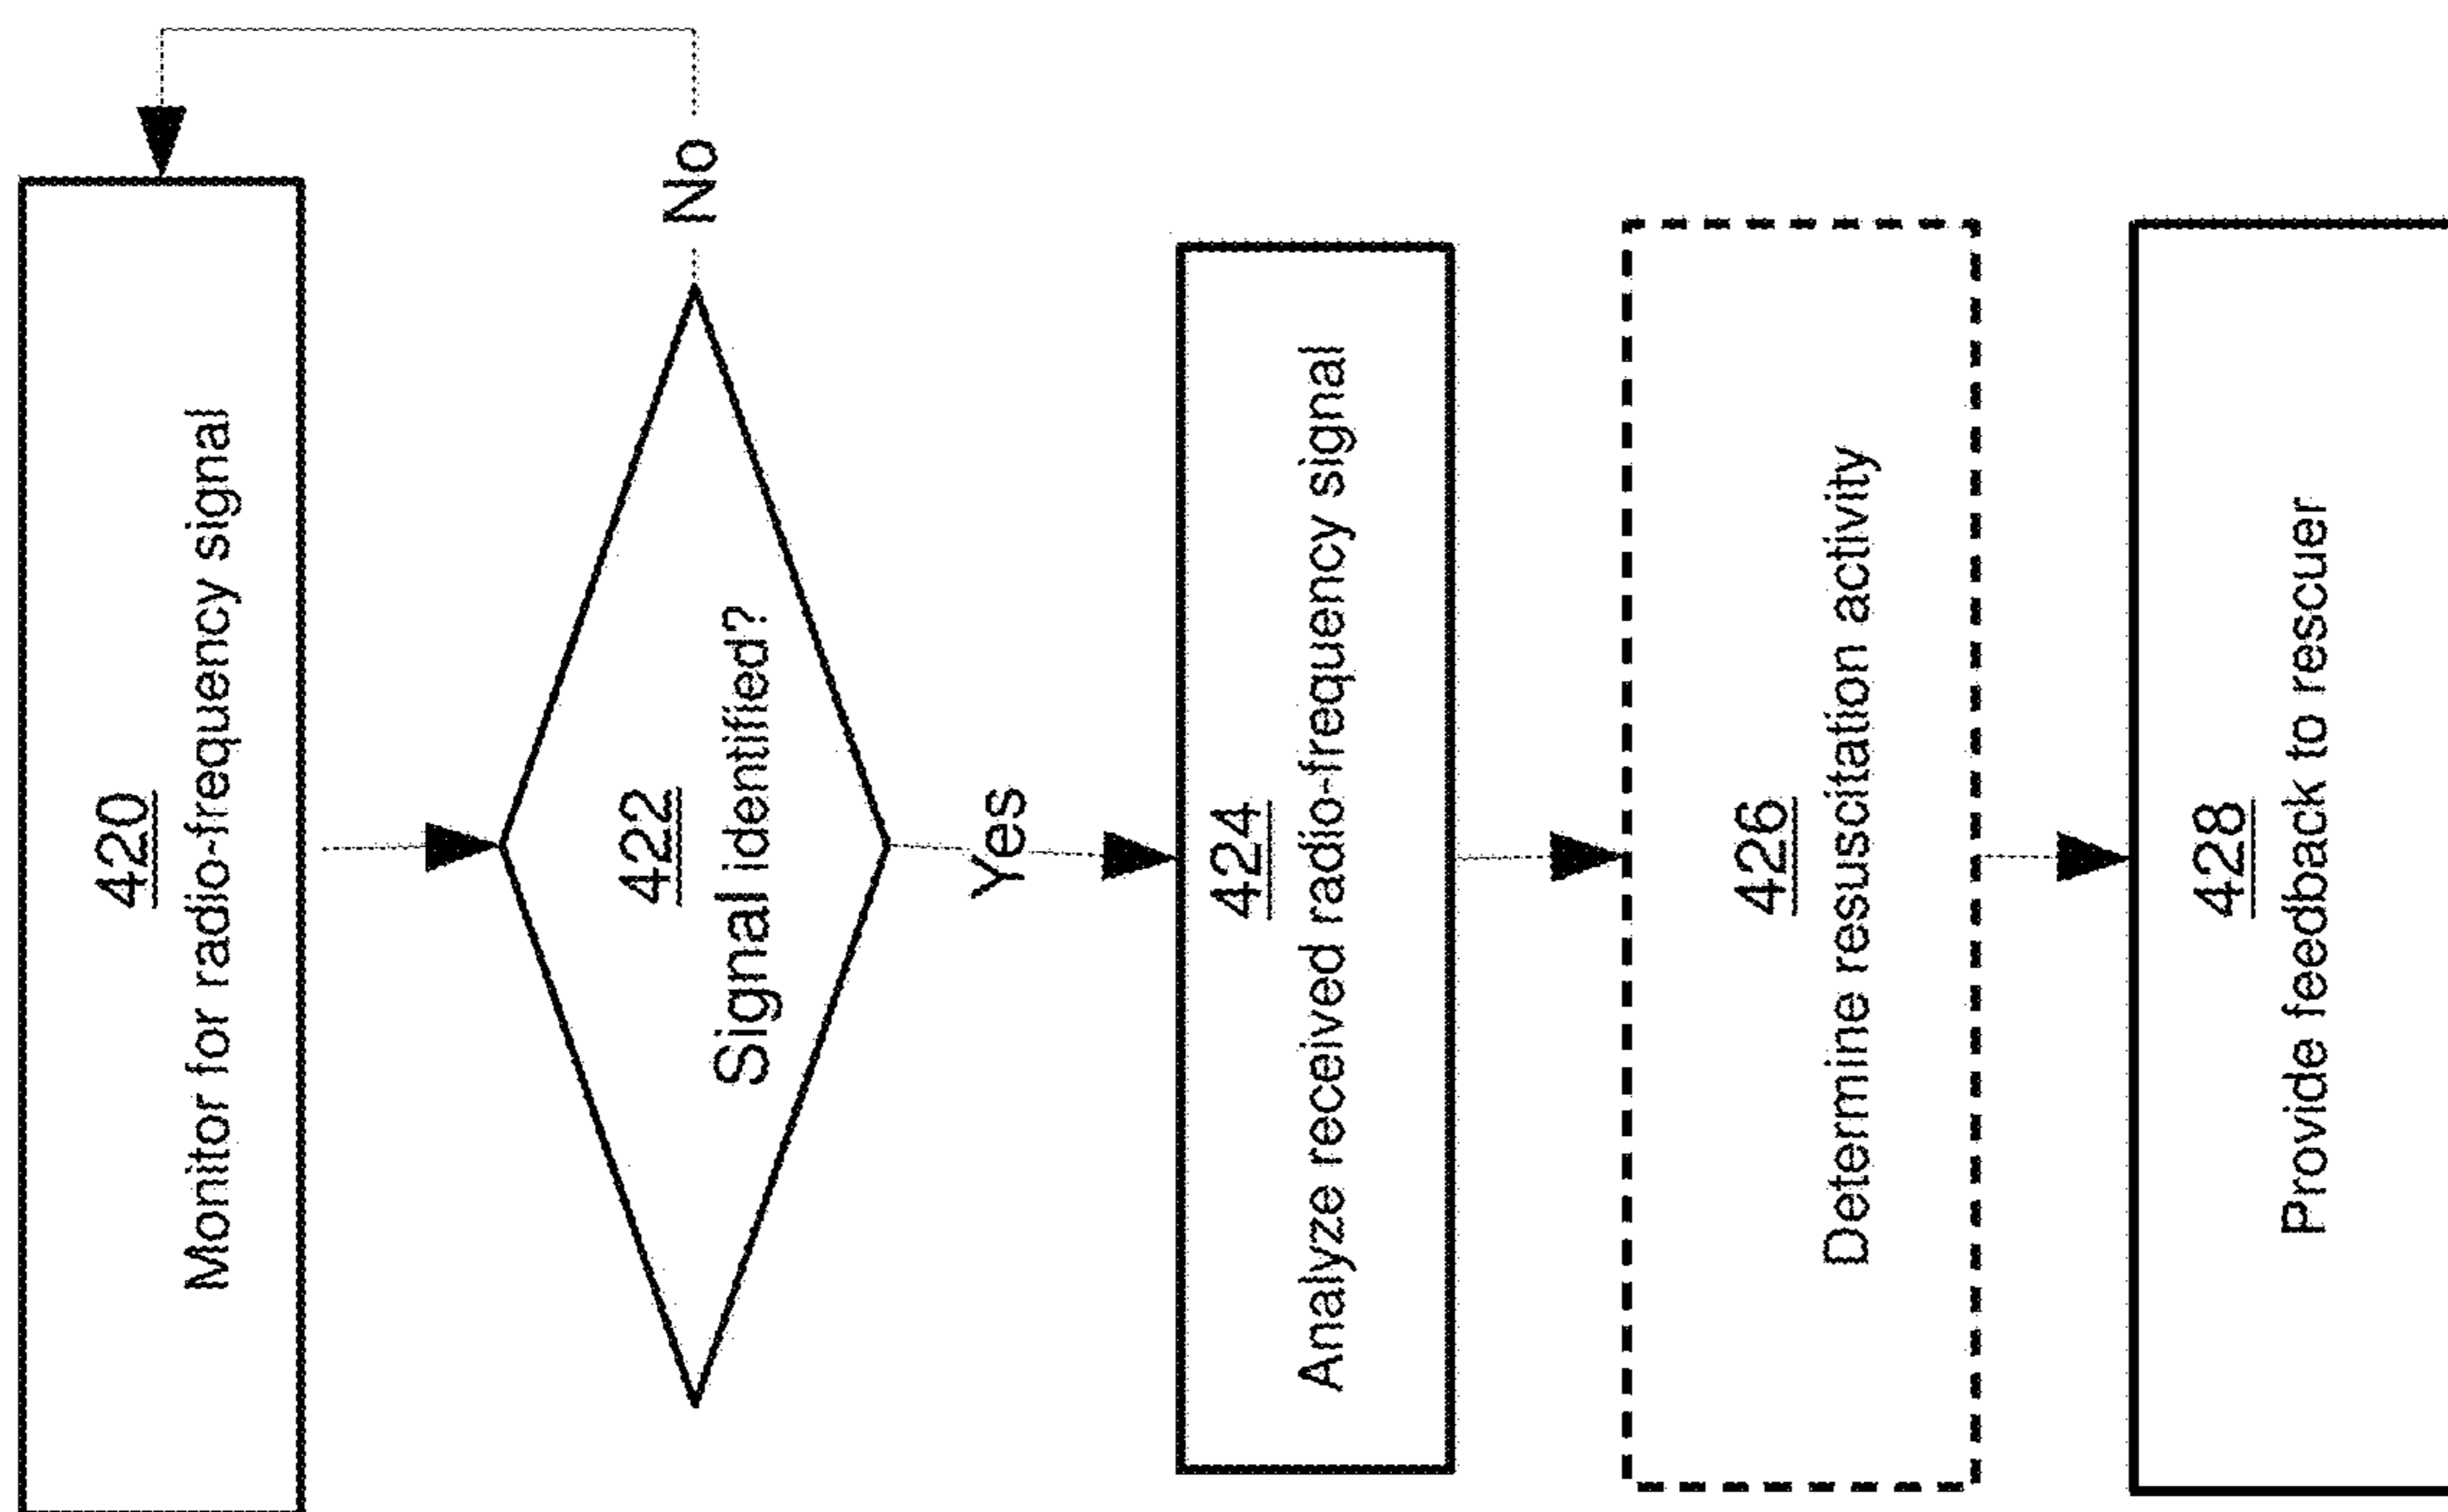 420
Monitor for radio-frequency signal
422
Signal identified?
No
Yes
424
Analyze received radio-frequency signal
426
Determine resuscitation activity
428
Provide feedback to rescuer